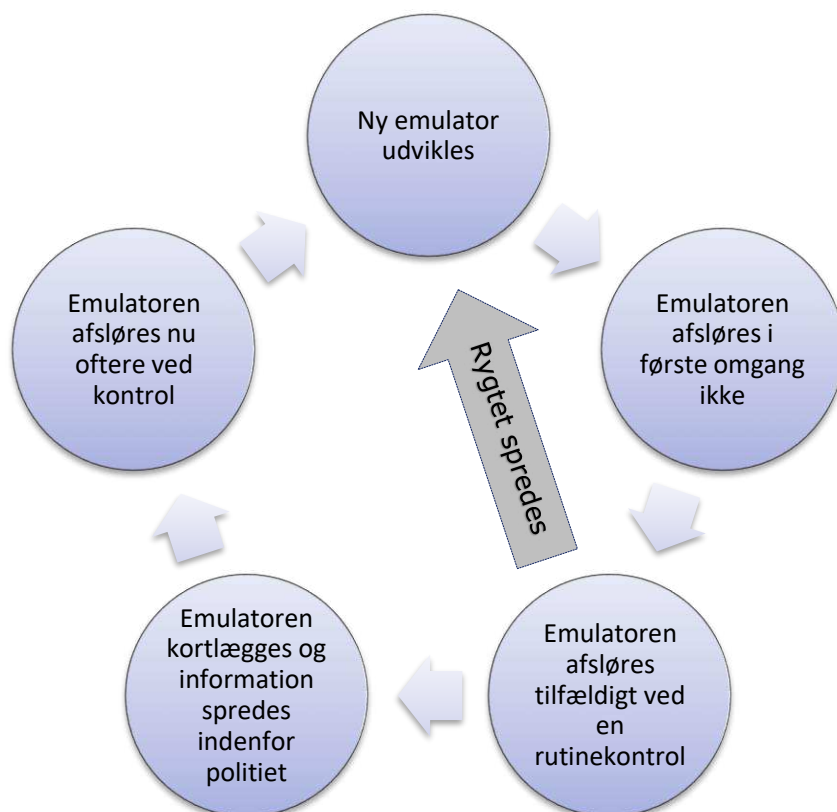 Ny emulator
udvikles
Emulatoren
afsløres i
første omgang
ikke
Emulatoren
afsløres
tilfældigt ved
en
rutinekontrol
Emulatoren
kortlægges og
information
spredes
indenfor
politiet
Emulatoren
afsløres nu
oftere ved
kontrol
Rygtet spredes